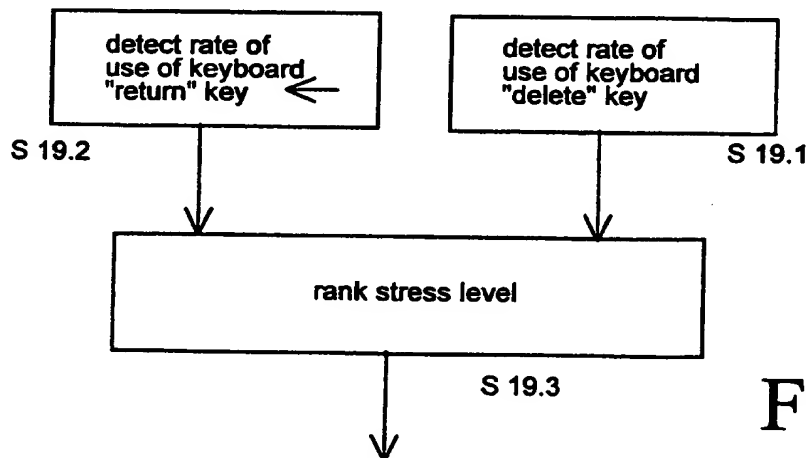 detect rate of
use of keyboard
"return" key
S 19.2
detect rate of
use of keyboard
"delete" key
S 19.1
rank stress level
S 19.3
F